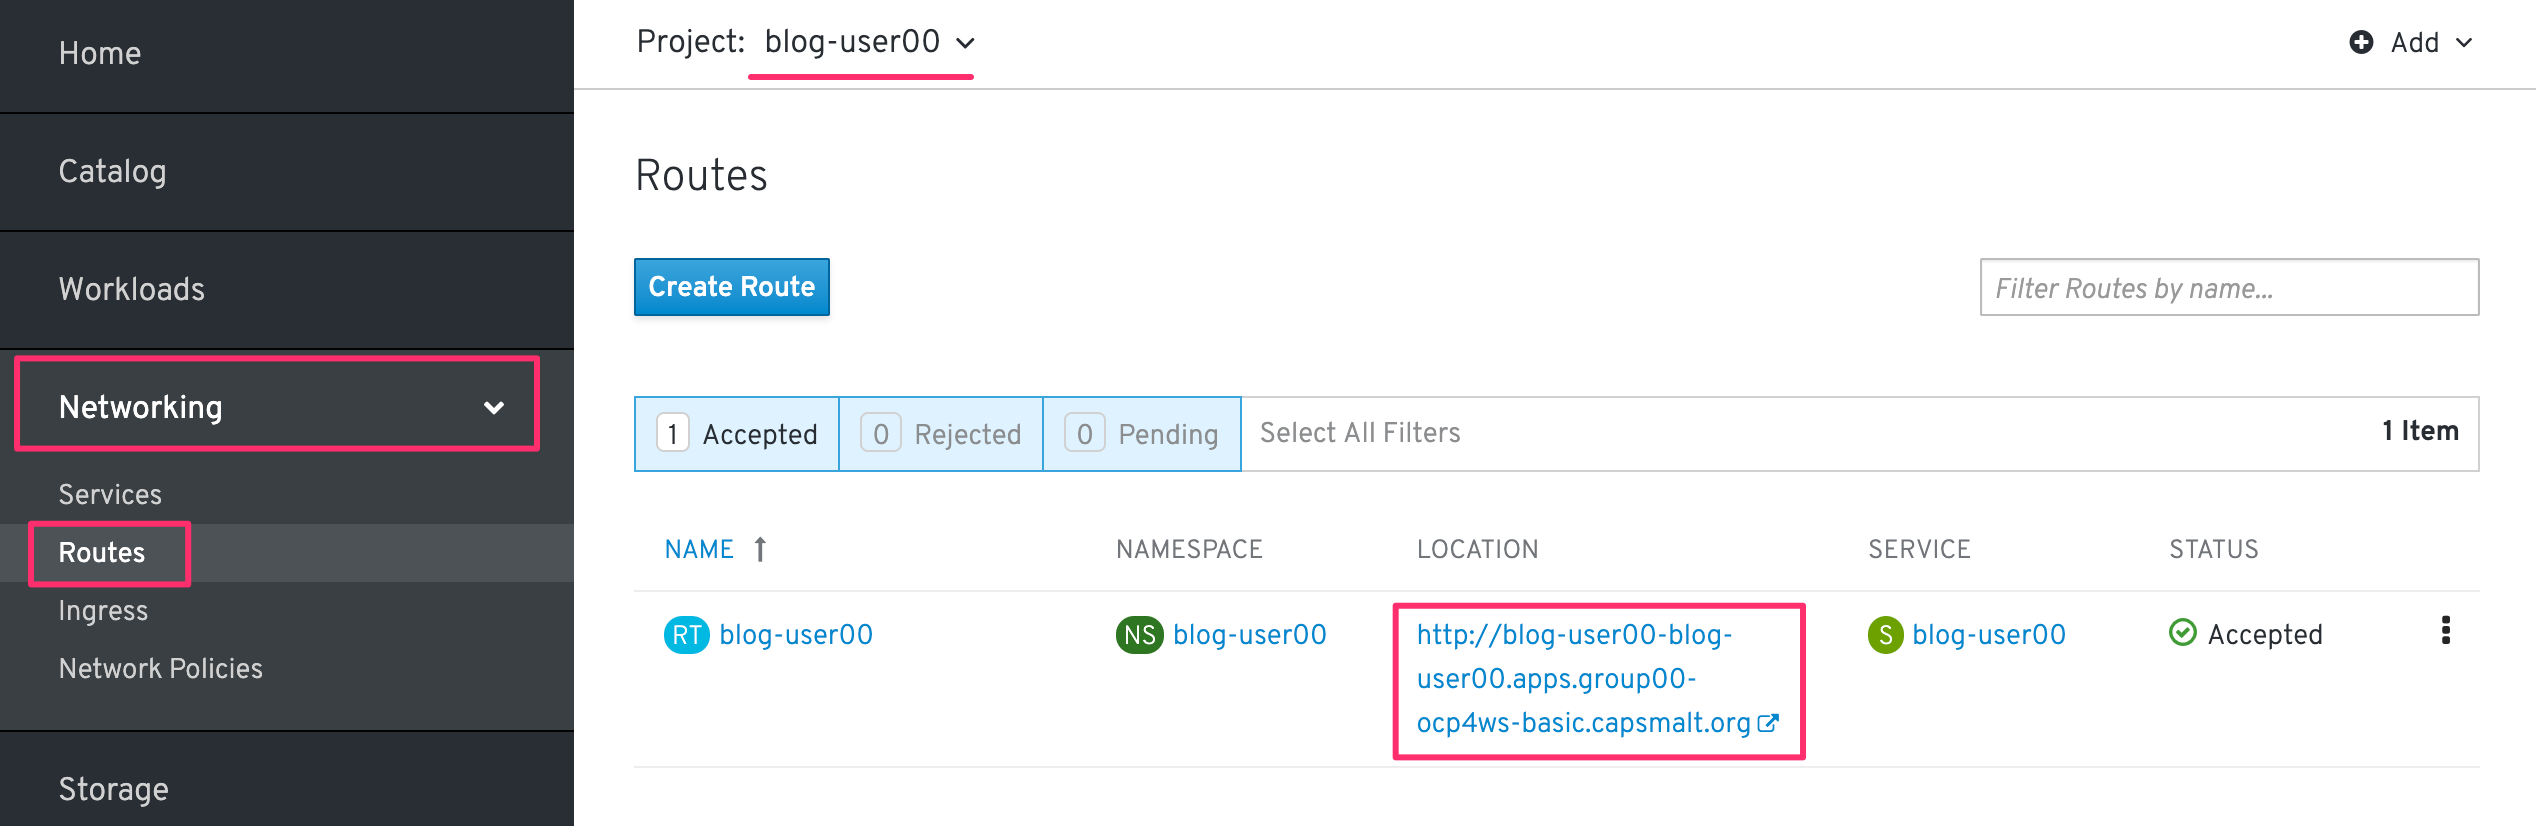 Home
Catalog
Workloads
Networking
Services
Routes
Ingress
Network Policies
Storage
Project: blog-user00
Add
Routes
Create Route
Filter Routes by name...
1 Accepted
0 Rejected
0 Pending
Select All Filters
1 Item
NAME NAMESPACE LOCATION SERVICE STATUS
RT blog-user00
NS blog-user00
http://blog-user00-blog-
user00.apps.group00-
ocp4ws-basic.capsmalt.org
S blog-user00
Accepted